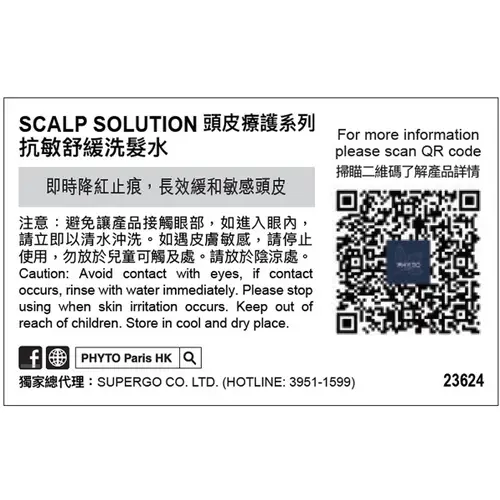 SCALP SOLUTION 頭皮療護系列
抗敏舒緩洗髮水
即時降紅止痕，長效緩和敏感頭皮
注意：避免讓產品接觸眼部，如進入眼內，
請立即以清水沖洗。如遇皮膚敏感，請停止
使用，勿放於兒童可觸及處。請放於陰涼處。
Caution: Avoid contact with eyes, if contact
occurs, rinse with water immediately. Please stop
using when skin irritation occurs. Keep out of
reach of children. Store in cool and dry place.
PHYTO Paris HK
獨家總代理：SUPERGO CO. LTD. (HOTLINE: 3951-1599)
For more information
please scan QR code
掃瞄二維碼了解產品詳情
PHYTO
23624